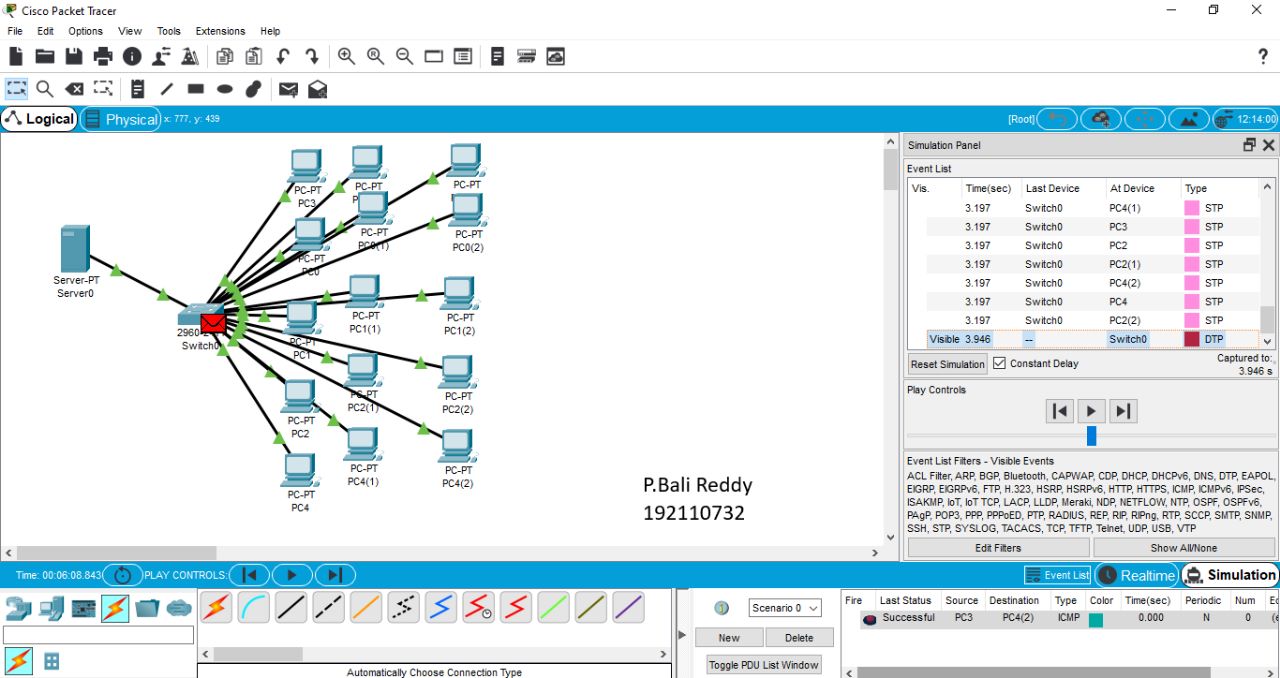 Cisco Packet Tracer
File Edit Options View Tools Extensions Help
Logical Physical x: 777, y: 439 [Root] 12:14:00
PC-PT
PC3
PC-PT
PC-PT
PC-PT
PC0(1)
PC-PT
PC0(2)
PC-PT
PC0
Server-PT
Server0
2960-2
Switch0
PC-PT
PC1(1)
PC-PT
PC1(2)
PC-PT
PC1
PC-PT
PC2(1)
PC-PT
PC2(2)
PC-PT
PC2
PC-PT
PC4(1)
PC-PT
PC4(2)
PC-PT
PC4
P.Bali Reddy
192110732
Simulation Panel
Event List
Vis. Time(sec) Last Device At Device Type
3.197 Switch0 PC4(1) STP
3.197 Switch0 PC3 STP
3.197 Switch0 PC2 STP
3.197 Switch0 PC2(1) STP
3.197 Switch0 PC4(2) STP
3.197 Switch0 PC4 STP
3.197 Switch0 PC2(2) STP
Visible 3.946 -- Switch0 DTP
Reset Simulation Constant Delay Captured to:
3.946 s
Play Controls
Event List Filters - Visible Events
ACL Filter, ARP, BGP, Bluetooth, CAPWAP, CDP, DHCP, DHCPv6, DNS, DTP, EAPOL,
EIGRP, EIGRPv6, FTP, H.323, HSRP, HSRPv6, HTTP, HTTPS, ICMP, ICMPv6, IPSec,
ISAKMP, IoT, IoT TCP, LACP, LLDP, Meraki, NDP, NETFLOW, NTP, OSPF, OSPFv6,
PAgP, POP3, PPP, PPPoED, PTP, RADIUS, REP, RIP, RIPng, RTP, SCCP, SMTP, SNMP,
SSH, STP, SYSLOG, TACACS, TCP, TFTP, Telnet, UDP, USB, VTP
Edit Filters Show All/None
Time: 00:06:08.843 PLAY CONTROLS: Event List Realtime Simulation
Automatically Choose Connection Type
Scenario 0
New Delete
Toggle PDU List Window
Fire Last Status Source Destination Type Color Time(sec) Periodic Num
Successful PC3 PC4(2) ICMP 0.000 N 0